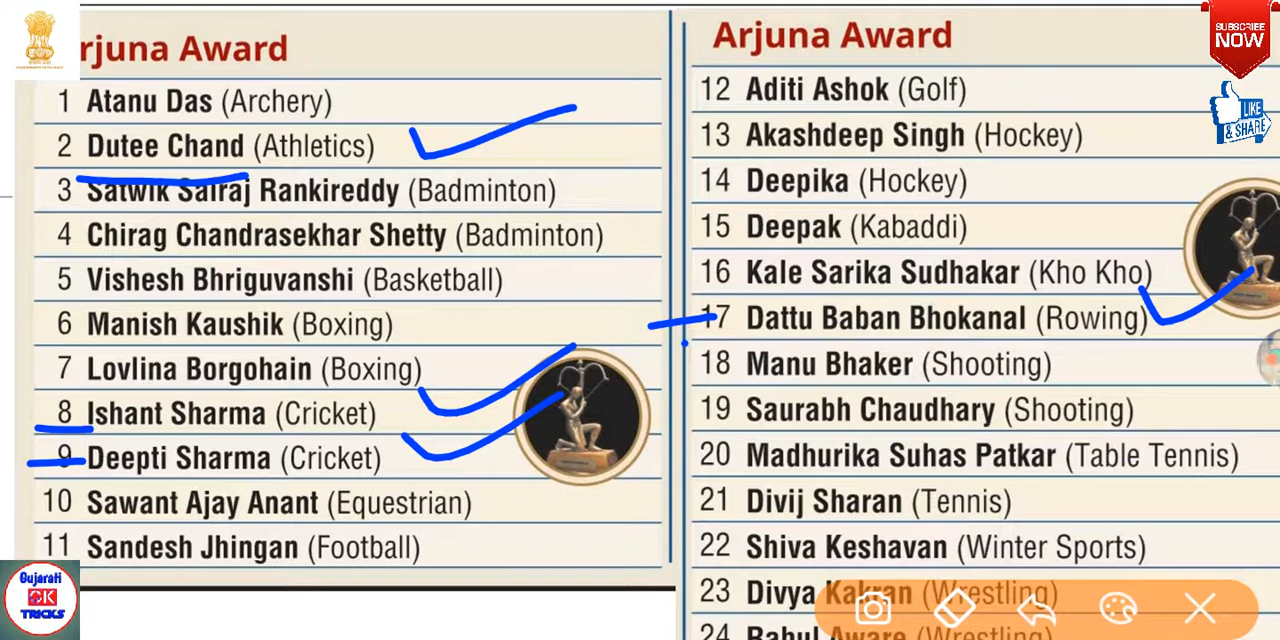 rjuna Award
1 Atanu Das (Archery)
2 Dutee Chand (Athletics)
3 Satwik Sairaj Rankireddy (Badminton)
4 Chirag Chandrasekhar Shetty (Badminton)
5 Vishesh Bhriguvanshi (Basketball)
6 Manish Kaushik (Boxing)
7 Lovlina Borgohain (Boxing)
8 Ishant Sharma (Cricket)
9 Deepti Sharma (Cricket)
10 Sawant Ajay Anant (Equestrian)
11 Sandesh Jhingan (Football)
Gujarati
GK
TRICKS
Arjuna Award
12 Aditi Ashok (Golf)
13 Akashdeep Singh (Hockey)
14 Deepika (Hockey)
15 Deepak (Kabaddi)
16 Kale Sarika Sudhakar (Kho Kho)
17 Dattu Baban Bhokanal (Rowing)
18 Manu Bhaker (Shooting)
19 Saurabh Chaudhary (Shooting)
20 Madhurika Suhas Patkar (Table Tennis)
21 Divij Sharan (Tennis)
22 Shiva Keshavan (Winter Sports)
23 Divya Kakran (Wrestling)
24 Rahul Aware (Wrestling)
SUBSCRIBE
NOW
LIKE
& SHARE